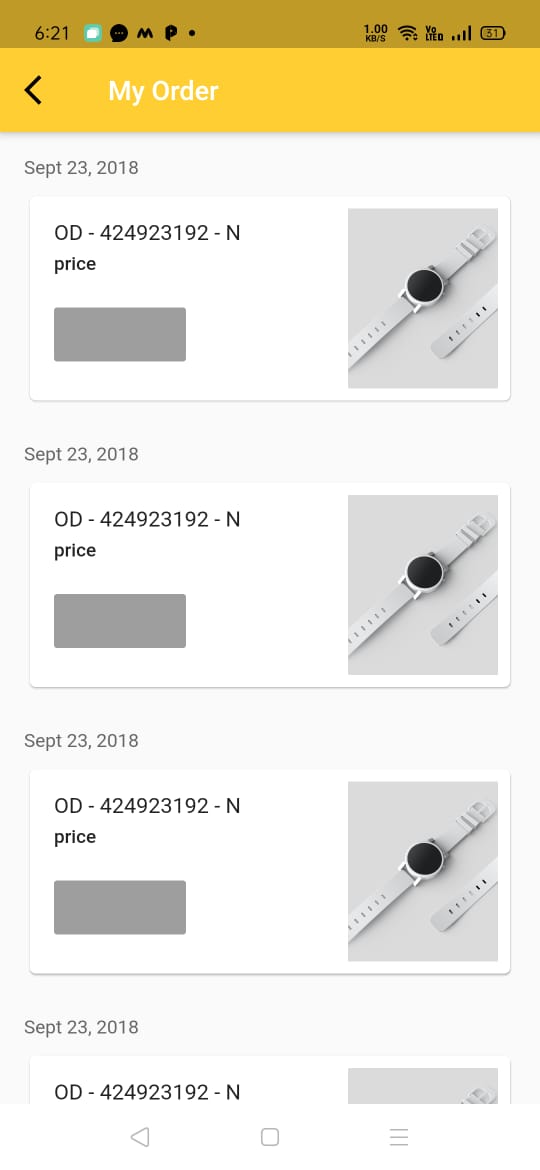 6:21
1.00
KB/S
Vo
LTED
31
My Order
Sept 23, 2018
OD - 424923192 - N
price
Sept 23, 2018
OD - 424923192 - N
price
Sept 23, 2018
OD - 424923192 - N
price
Sept 23, 2018
OD - 424923192 - N